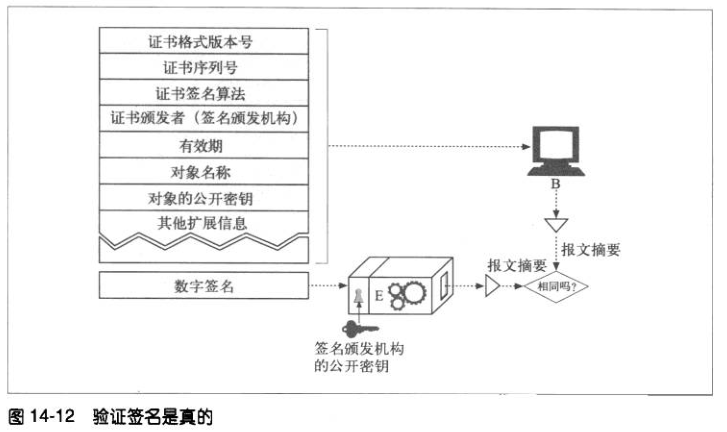 证书格式版本号
证书序列号
证书签名算法
证书颁发者（签名颁发机构）
有效期
对象名称
对象的公开密钥
其他扩展信息
B
报文摘要
数字签名
E
报文摘要
相同吗?
签名颁发机构
的公开密钥
图 14-12 验证签名是真的